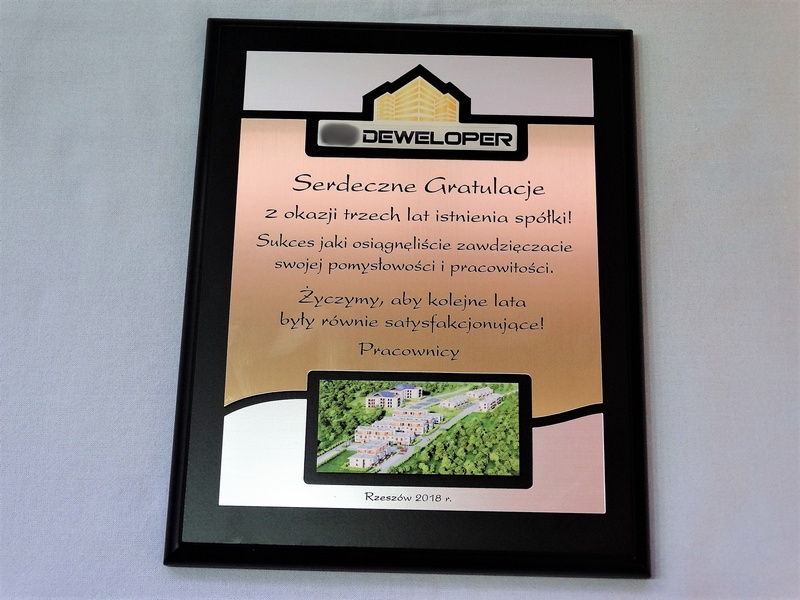 DEWELOPER
Serdeczne Gratulacje
z okazji trzech lat istnienia spółki!
Sukces jaki osiągnęliście zawdzięczacie
swojej pomysłowości i pracowitości.
Życzymy, aby kolejne lata
były równie satysfakcjonujące!
Pracownicy
Rzeszów 2018 r.